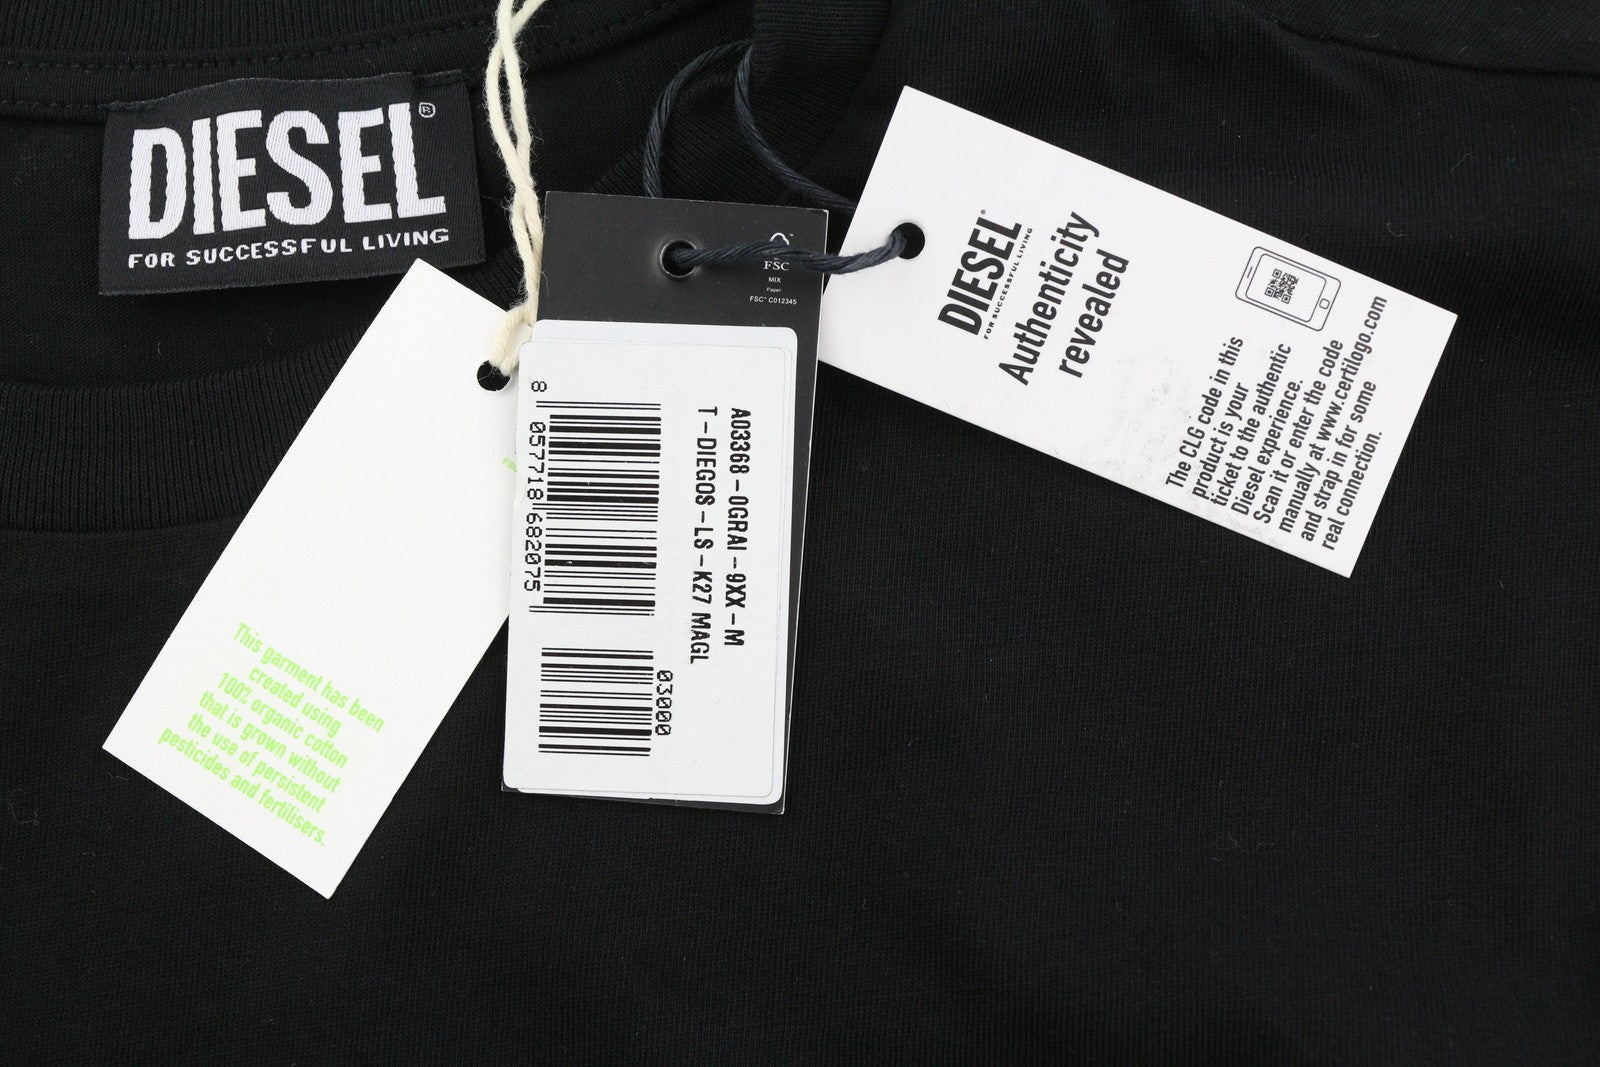 DIESEL®
FOR SUCCESSFUL LIVING
This garment has been
created using
100% organic cotton
that is grown without
the use of persistent
pesticides and fertilisers.
FSC
MIX
Paper
FSC™ C012345
A03368-0GRAI-9XX-M
T-DIEGOS-LS-K27 MAGL
8 057718 682075
03000
DIESEL®
FOR SUCCESSFUL LIVING
Authenticity
revealed
The CLG code in this
product is your
ticket to the authentic
Diesel experience.
Scan it or enter the code
manually at www.certilogo.com
and strap in for some
real connection.